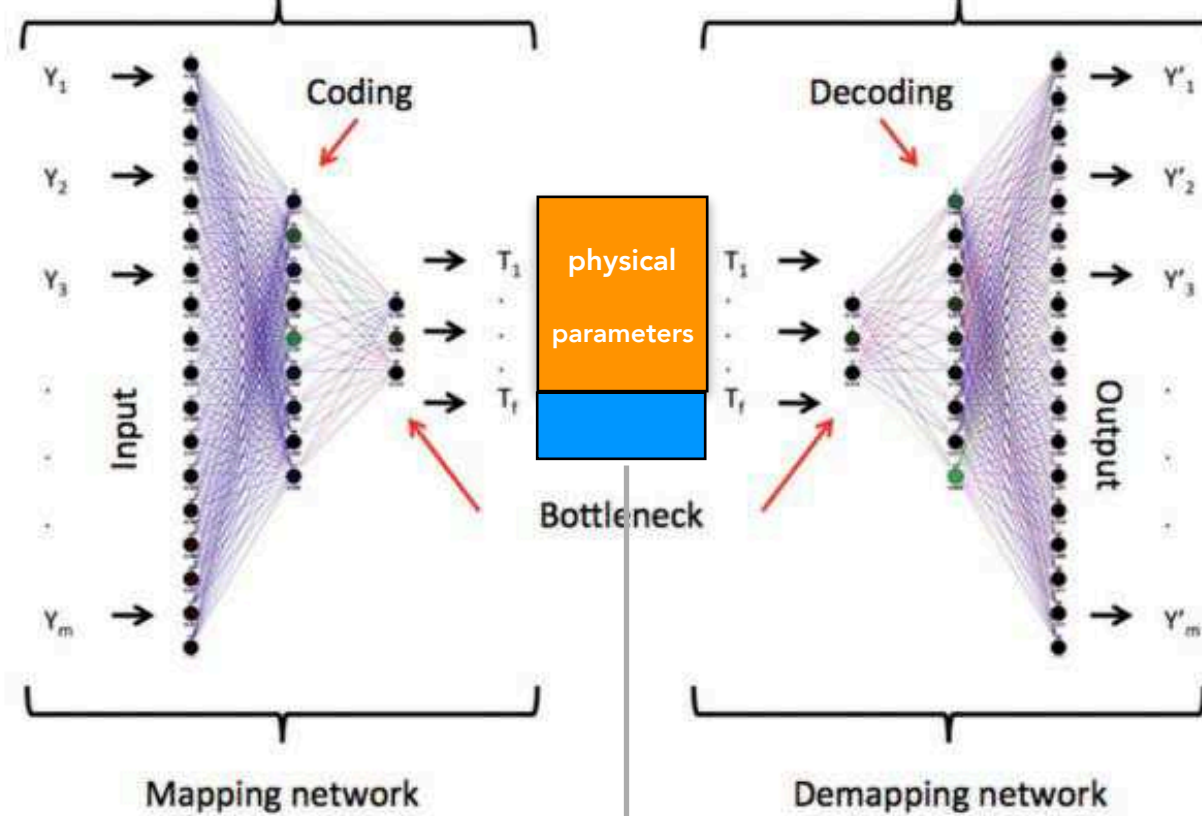 Coding
Decoding
Y1
Y2
Y3
.
.
.
Ym
Input
T1
.
.
Tf
physical
parameters
T1
.
.
Tf
Bottleneck
Output
Y'1
Y'2
Y'3
.
.
.
Y'm
Mapping network
Demapping network